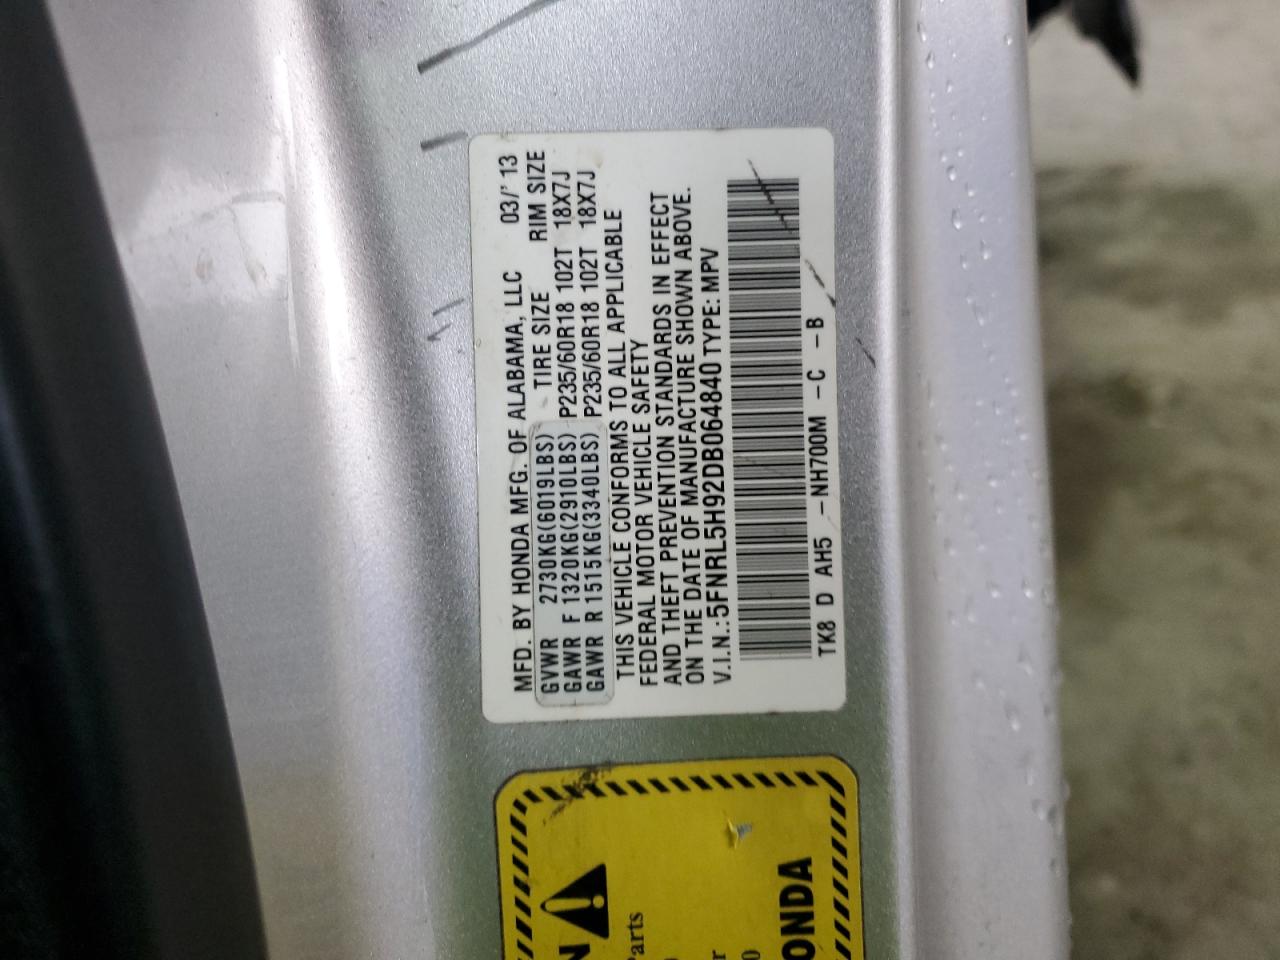 MFD. BY HONDA MFG. OF ALABAMA, LLC 03/'13
GVWR 2730KG(6019LBS) TIRE SIZE RIM SIZE
GAWR F 1320KG(2910LBS) P235/60R18 102T 18X7J
GAWR R 1515KG(3340LBS) P235/60R18 102T 18X7J
THIS VEHICLE CONFORMS TO ALL APPLICABLE
FEDERAL MOTOR VEHICLE SAFETY
AND THEFT PREVENTION STANDARDS IN EFFECT
ON THE DATE OF MANUFACTURE SHOWN ABOVE.
V.I.N.:5FNRL5H92DB064840 TYPE: MPV
TK8 D AH5 -NH700M -C -B
Parts
ONDA